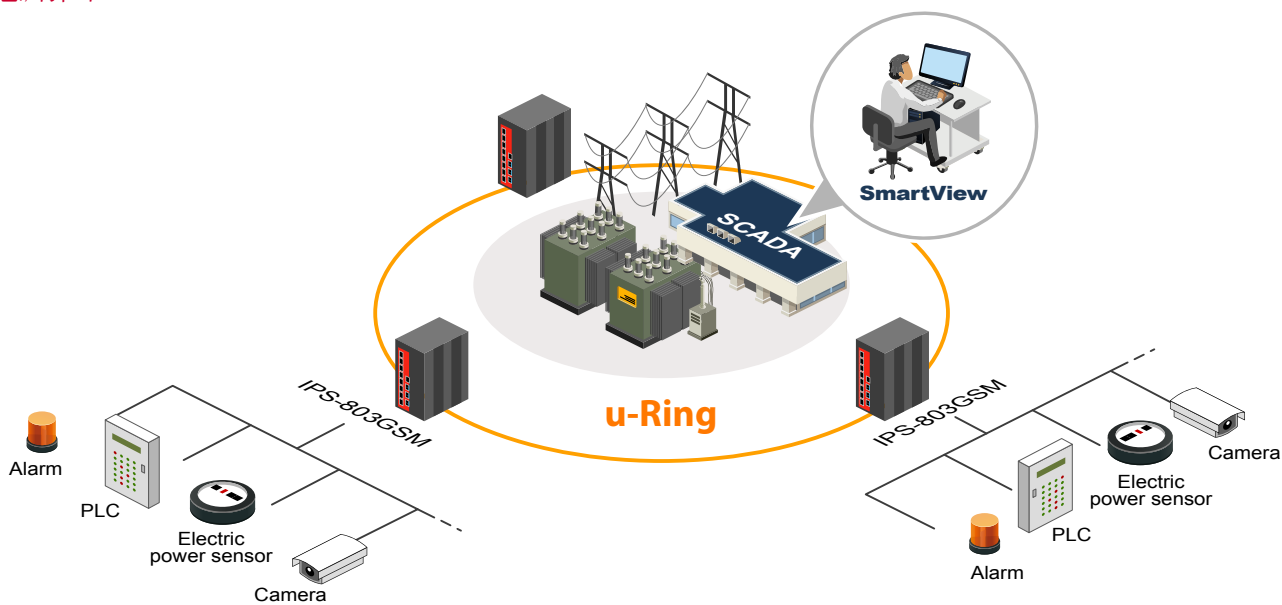 SmartView
SCADA
IPS-803GSM
u-Ring
IPS-803GSM
Alarm
PLC
Electric
power sensor
Camera
Camera
Electric
power sensor
PLC
Alarm